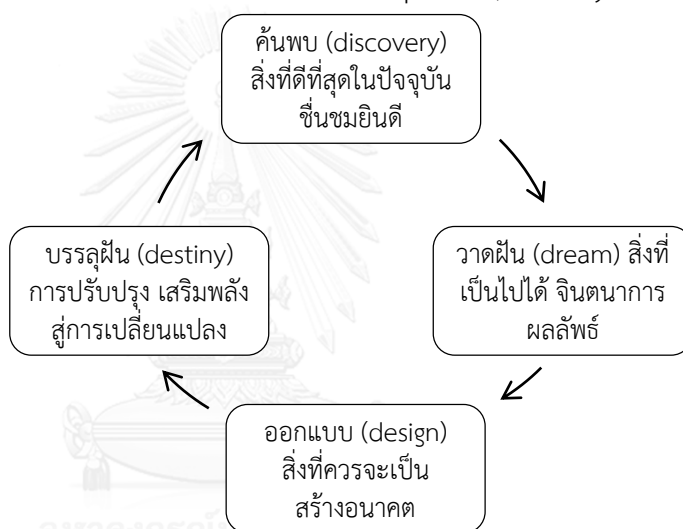 ค้นพบ (discovery)
สิ่งที่ดีที่สุดในปัจจุบัน
ชื่นชมยินดี
บรรลุฝัน (destiny)
การปรับปรุง เสริมพลัง
สู่การเปลี่ยนแปลง
วาดฝัน (dream) สิ่งที่
เป็นไปได้ จินตนาการ
ผลลัพธ์
ออกแบบ (design)
สิ่งที่ควรจะเป็น
สร้างอนาคต